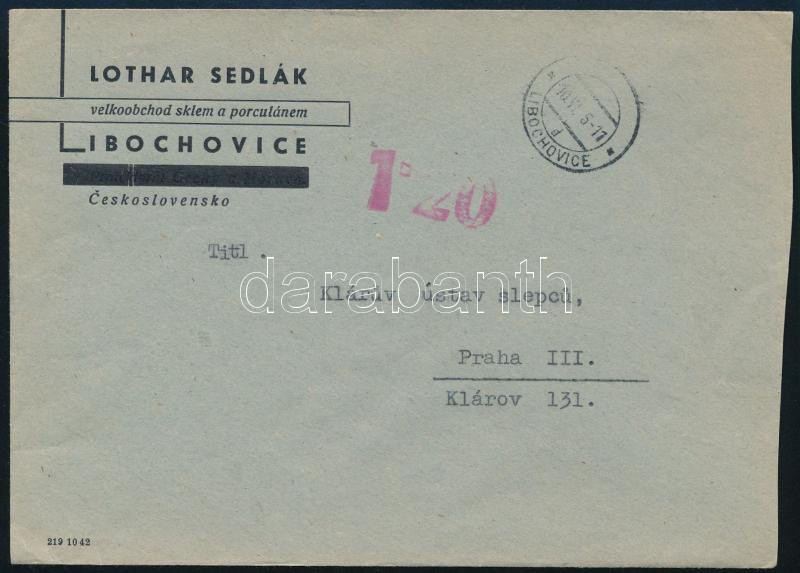 LOTHAR SEDLÁK
velkoobchod sklem a porculánem
LIBOCHOVICE
Československo
LIBOCHOVICE
d
1·20
Titl.
darabanth
Klárův ústav slepců,
Praha III.
Klárov 131.
219 10 42